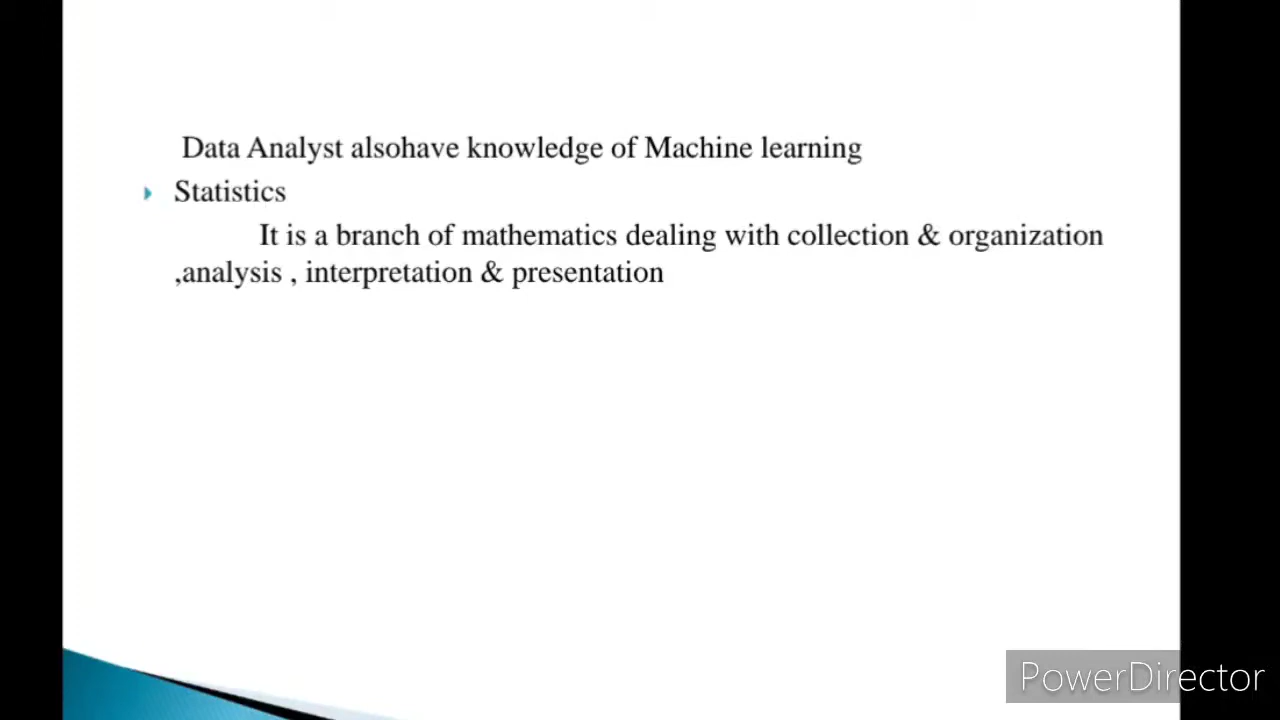 Data Analyst alsohave knowledge of Machine learning
Statistics
It is a branch of mathematics dealing with collection & organization
,analysis , interpretation & presentation
PowerDirector